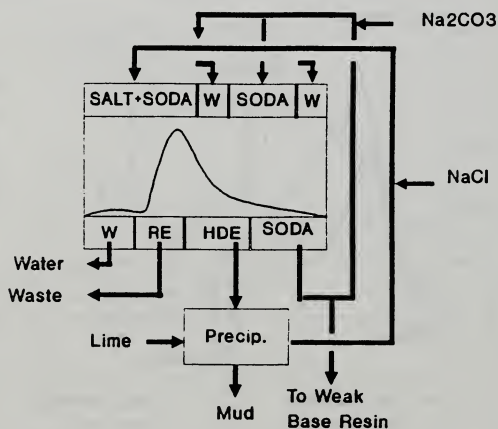 Na2CO3
SALT+SODA W SODA W
NaCl
W RE HDE SODA
Water
Waste
Lime
Precip.
Mud
To Weak
Base Resin